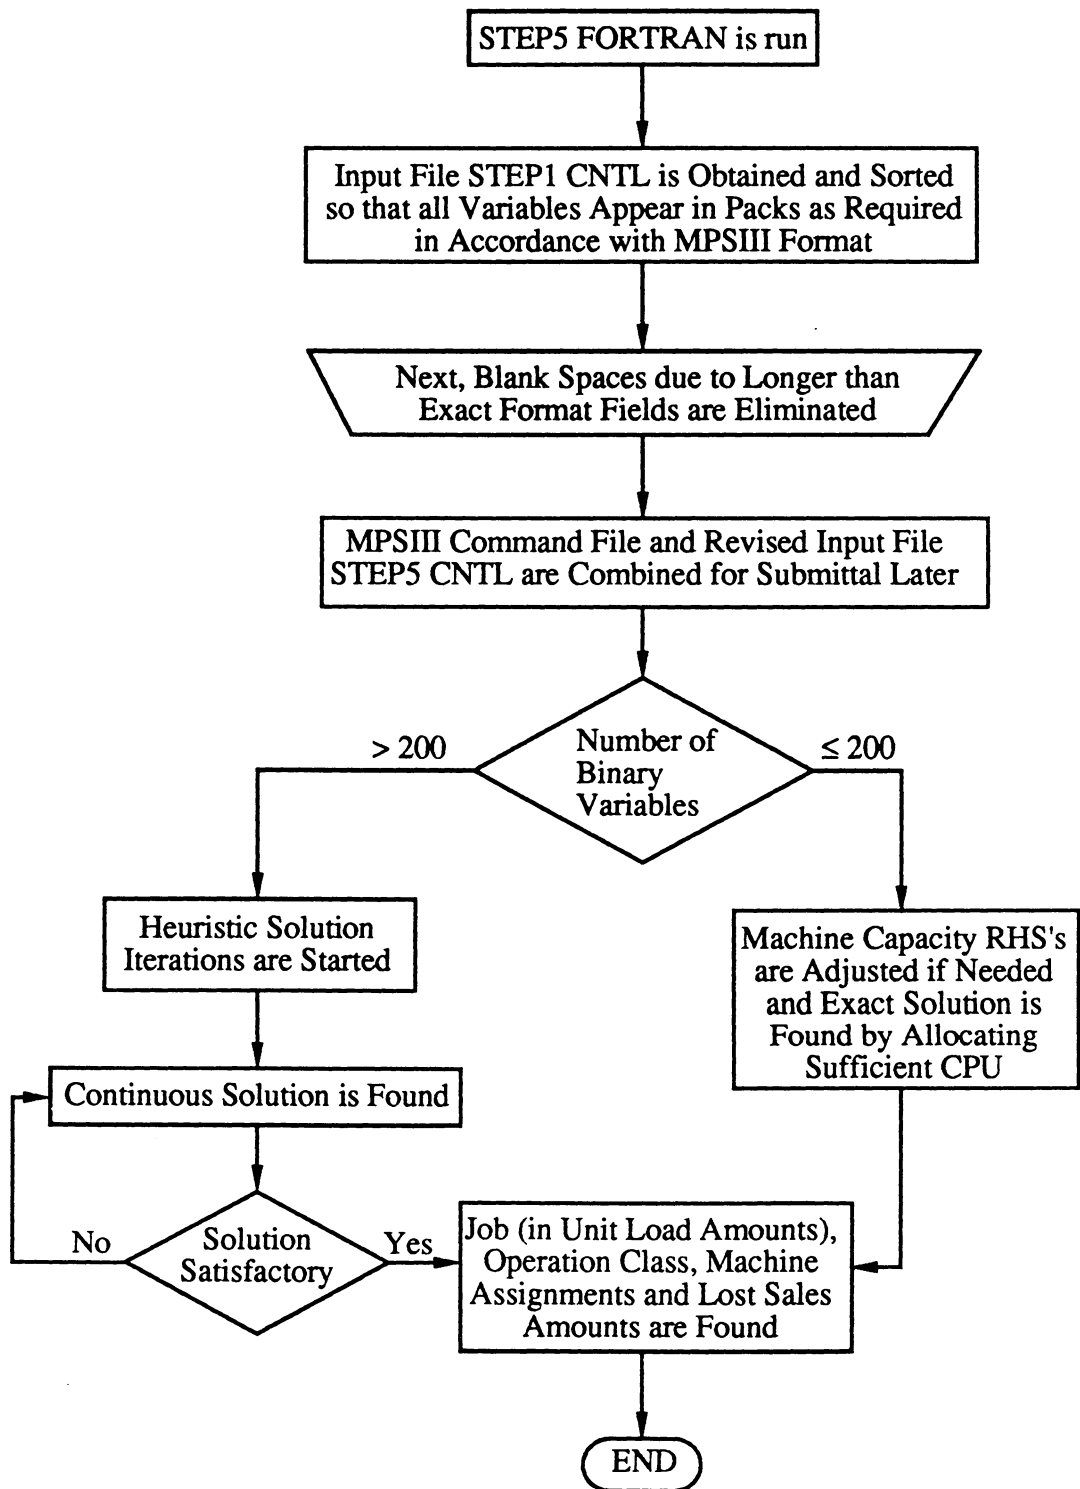 STEP5 FORTRAN is run
Input File STEP1 CNTL is Obtained and Sorted
so that all Variables Appear in Packs as Required
in Accordance with MPSIII Format
Next, Blank Spaces due to Longer than
Exact Format Fields are Eliminated
MPSIII Command File and Revised Input File
STEP5 CNTL are Combined for Submittal Later
> 200
Number of
Binary
Variables
≤ 200
Heuristic Solution
Iterations are Started
Machine Capacity RHS's
are Adjusted if Needed
and Exact Solution is
Found by Allocating
Sufficient CPU
Continuous Solution is Found
No
Solution
Satisfactory
Yes
Job (in Unit Load Amounts),
Operation Class, Machine
Assignments and Lost Sales
Amounts are Found
END